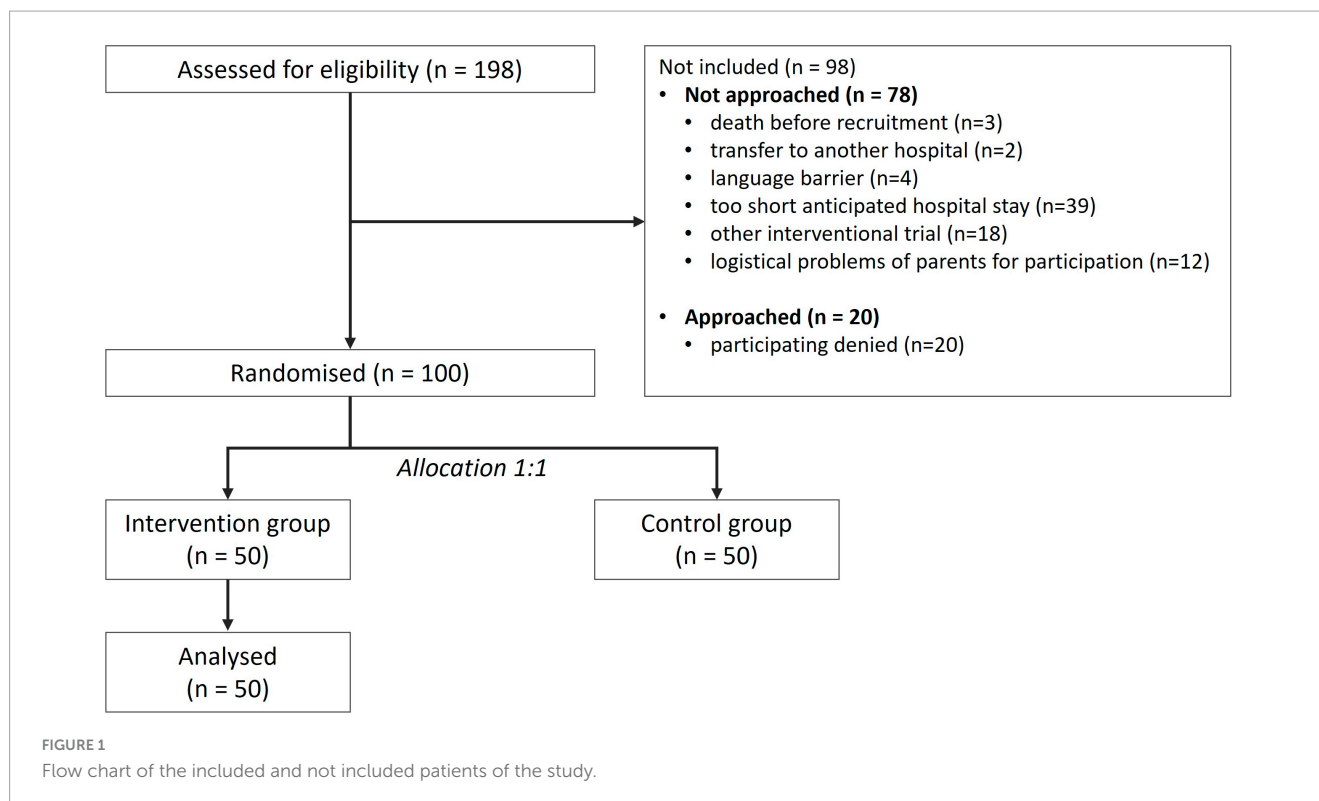 Assessed for eligibility (n = 198)
Not included (n = 98)
• Not approached (n = 78)
• death before recruitment (n=3)
• transfer to another hospital (n=2)
• language barrier (n=4)
• too short anticipated hospital stay (n=39)
• other interventional trial (n=18)
• logistical problems of parents for participation (n=12)
• Approached (n = 20)
• participating denied (n=20)
Randomised (n = 100)
Allocation 1:1
Intervention group
(n = 50)
Control group
(n = 50)
Analysed
(n = 50)
FIGURE 1
Flow chart of the included and not included patients of the study.